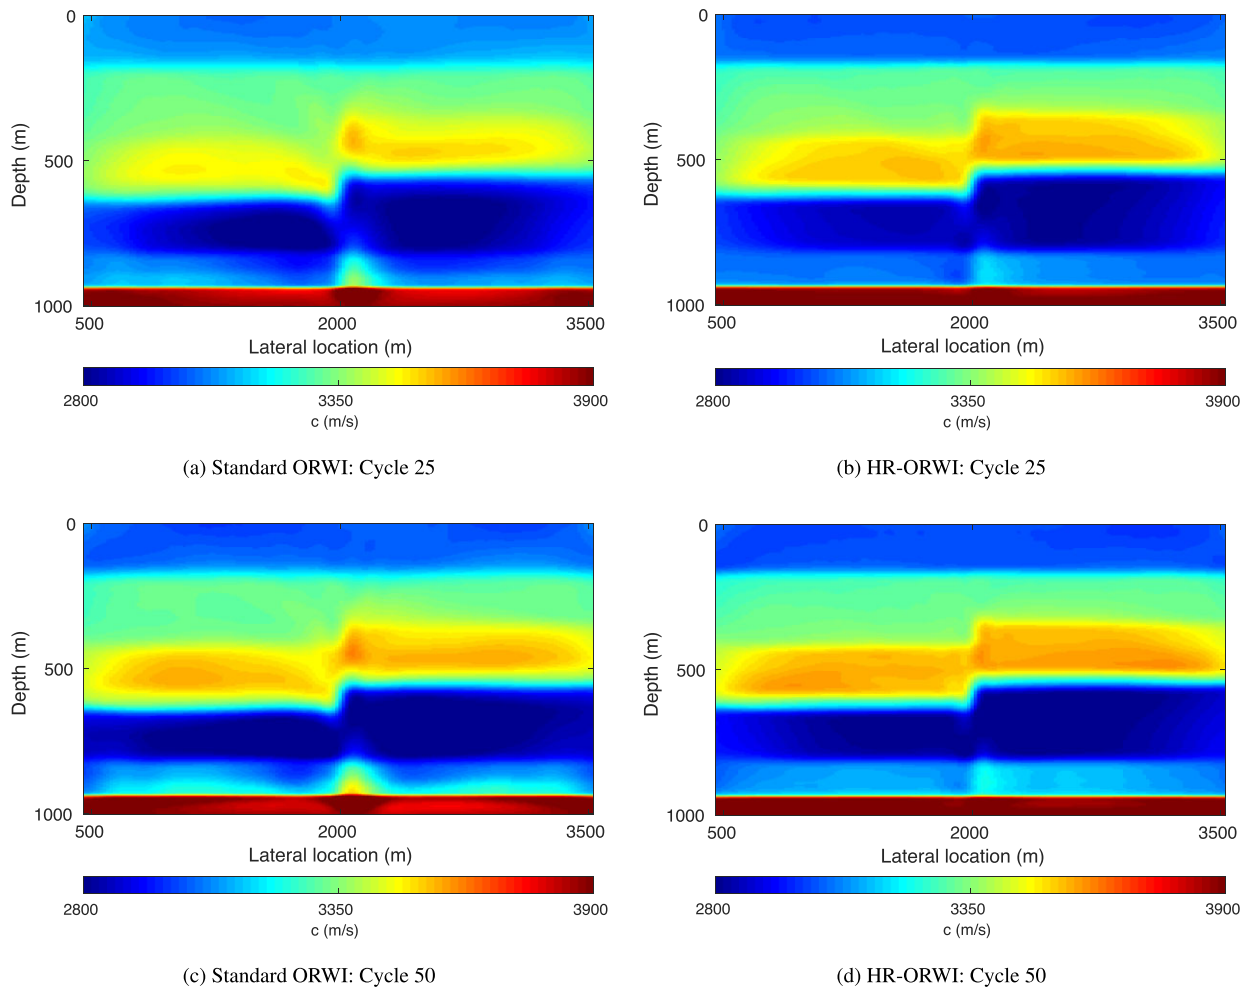 0
500
1000
Depth (m)
500
2000
3500
Lateral location (m)
2800
3350
3900
c (m/s)
(a) Standard ORWI: Cycle 25
0
500
1000
Depth (m)
500
2000
3500
Lateral location (m)
2800
3350
3900
c (m/s)
(b) HR-ORWI: Cycle 25
0
500
1000
Depth (m)
500
2000
3500
Lateral location (m)
2800
3350
3900
c (m/s)
(c) Standard ORWI: Cycle 50
0
500
1000
Depth (m)
500
2000
3500
Lateral location (m)
2800
3350
3900
c (m/s)
(d) HR-ORWI: Cycle 50